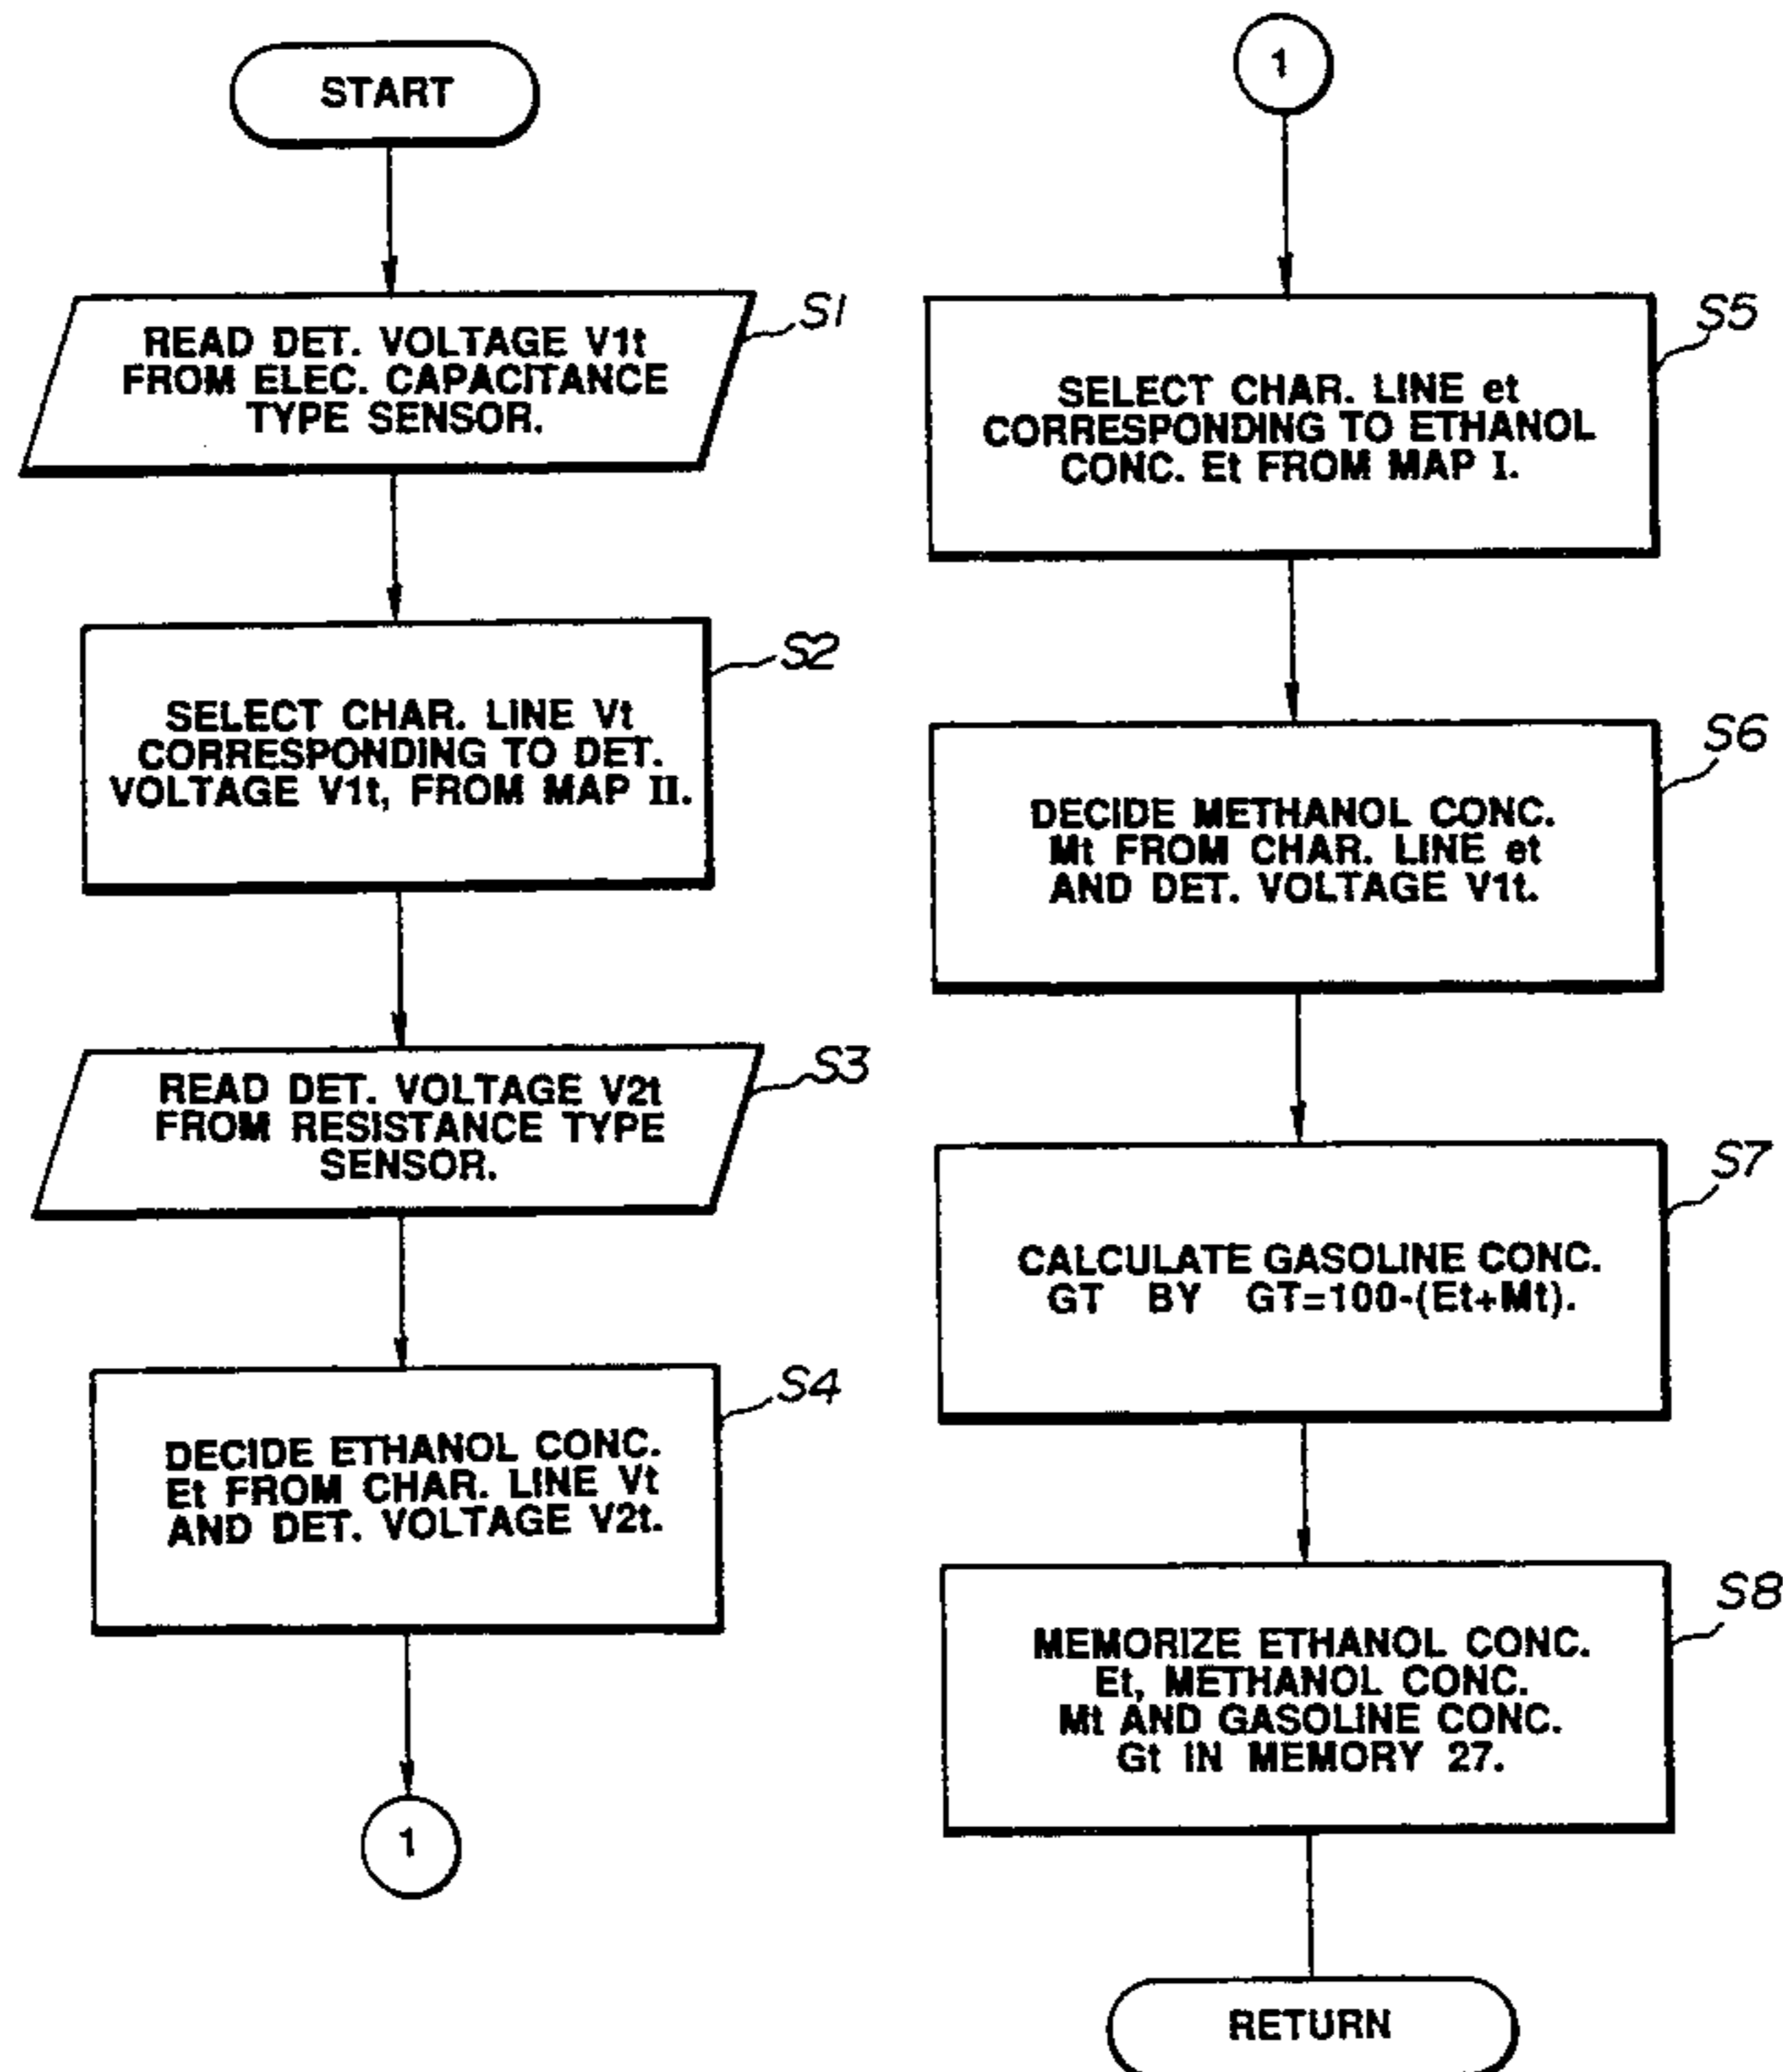 START
READ DET. VOLTAGE V1t
FROM ELEC. CAPACITANCE
TYPE SENSOR.
S1
SELECT CHAR. LINE Vt
CORRESPONDING TO DET.
VOLTAGE V1t, FROM MAP II.
S2
READ DET. VOLTAGE V2t
FROM RESISTANCE TYPE
SENSOR.
S3
DECIDE ETHANOL CONC.
Et FROM CHAR. LINE Vt
AND DET. VOLTAGE V2t.
S4
1
1
SELECT CHAR. LINE et
CORRESPONDING TO ETHANOL
CONC. Et FROM MAP I.
S5
DECIDE METHANOL CONC.
Mt FROM CHAR. LINE et
AND DET. VOLTAGE V1t.
S6
CALCULATE GASOLINE CONC.
GT BY GT=100-(Et+Mt).
S7
MEMORIZE ETHANOL CONC.
Et, METHANOL CONC.
Mt AND GASOLINE CONC.
Gt IN MEMORY 27.
S8
RETURN